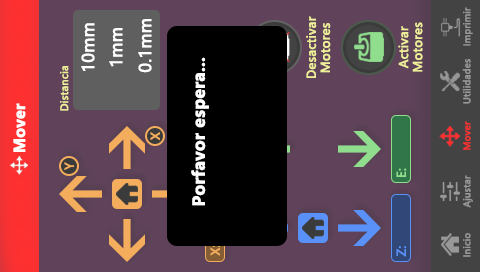 Mover
Distancia
10mm
1mm
0.1mm
Desactivar
Motores
Activar
Motores
Y
X
Porfavor espera...
X:
E:
Z:
Inicio
Ajustar
Mover
Utilidades
Imprimir